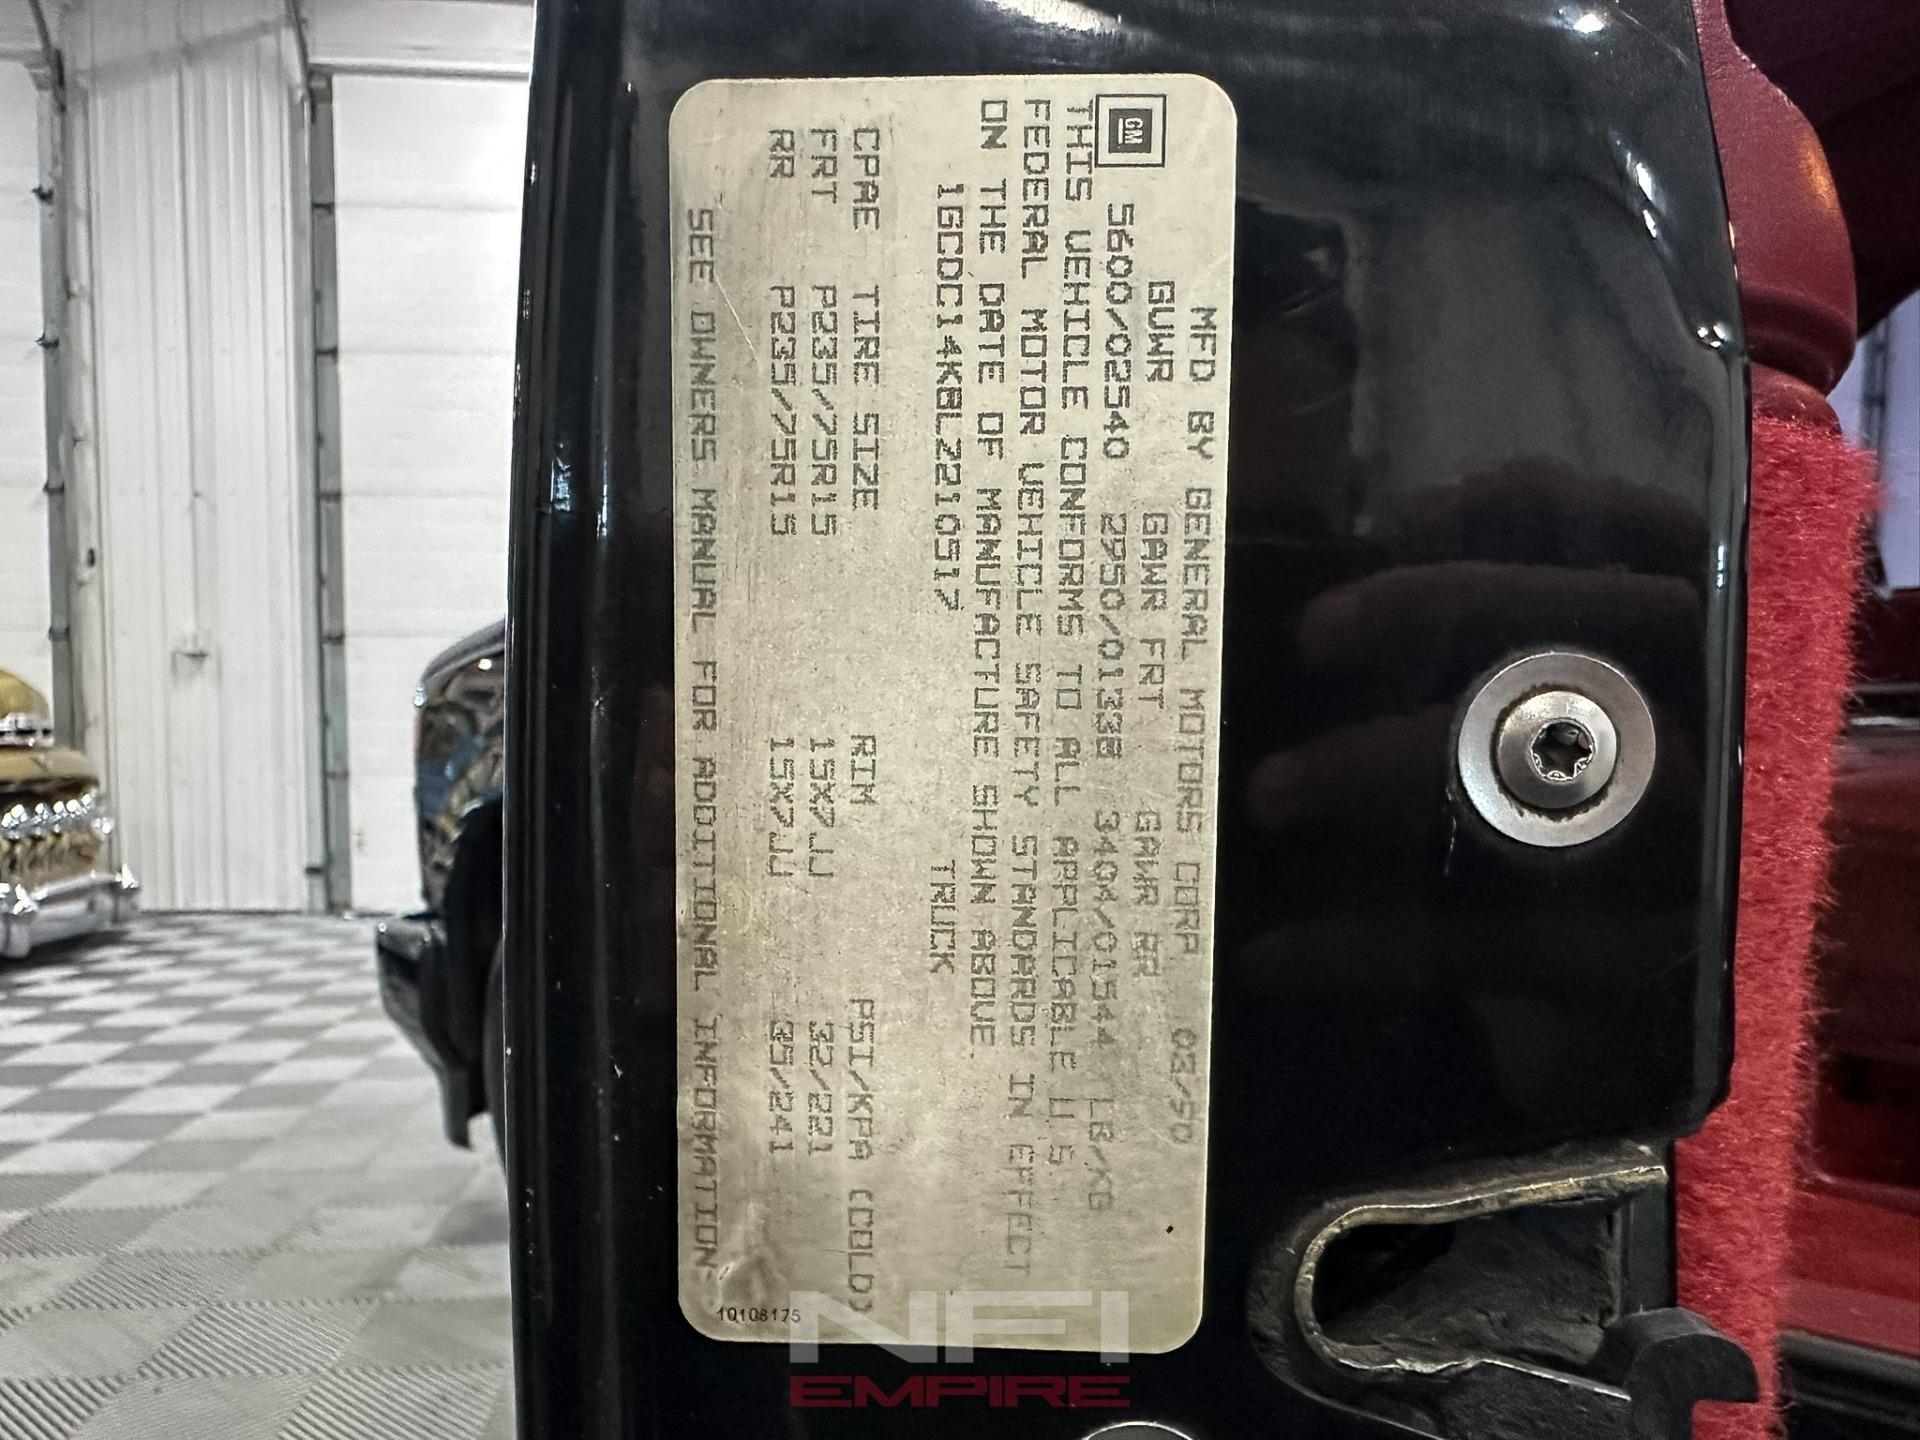 GM
MFD BY GENERAL MOTORS CORP 03/90
GVWR GAWR FRT GAWR RR
5600/02540 2950/01338 3404/01544 LB/KG
THIS VEHICLE CONFORMS TO ALL APPLICABLE U S
FEDERAL MOTOR VEHICLE SAFETY STANDARDS IN EFFECT
ON THE DATE OF MANUFACTURE SHOWN ABOVE.
1GCDC14K8LZ210517 TRUCK
CPAE TIRE SIZE RIM PSI/KPA (COLD)
FRT P235/75R15 15X7JJ 32/221
RR P235/75R15 15X7JJ 35/241
SEE OWNERS MANUAL FOR ADDITIONAL INFORMATION
10108175
NFI
EMPIRE